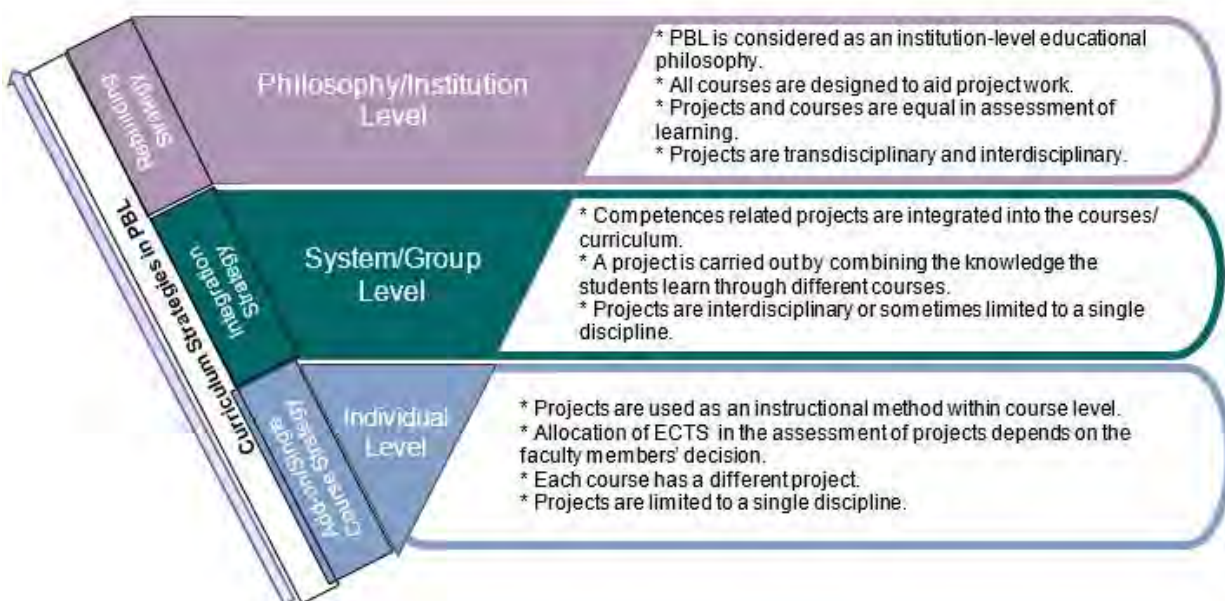 Rebuilding
Strategy
Philosophy/Institution
Level
* PBL is considered as an institution-level educational
philosophy.
* All courses are designed to aid project work.
* Projects and courses are equal in assessment of
learning.
* Projects are transdisciplinary and interdisciplinary.
Curriculum Strategies in PBL
Integration
Strategy
System/Group
Level
* Competences related projects are integrated into the courses/
curriculum.
* A project is carried out by combining the knowledge the
students learn through different courses.
* Projects are interdisciplinary or sometimes limited to a single
discipline.
Add-on/Single
Course Strategy
Individual
Level
* Projects are used as an instructional method within course level.
* Allocation of ECTS in the assessment of projects depends on the
faculty members' decision.
* Each course has a different project.
* Projects are limited to a single discipline.